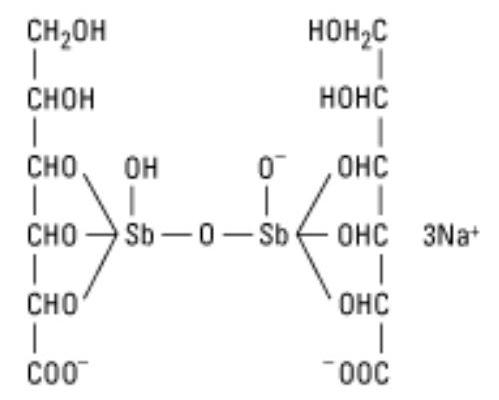 CH₂OH HOH₂C
CHOH HOHC
CHO OH O⁻ OHC
CHO Sb O Sb OHC 3Na⁺
CHO OHC
COO⁻ ⁻OOC